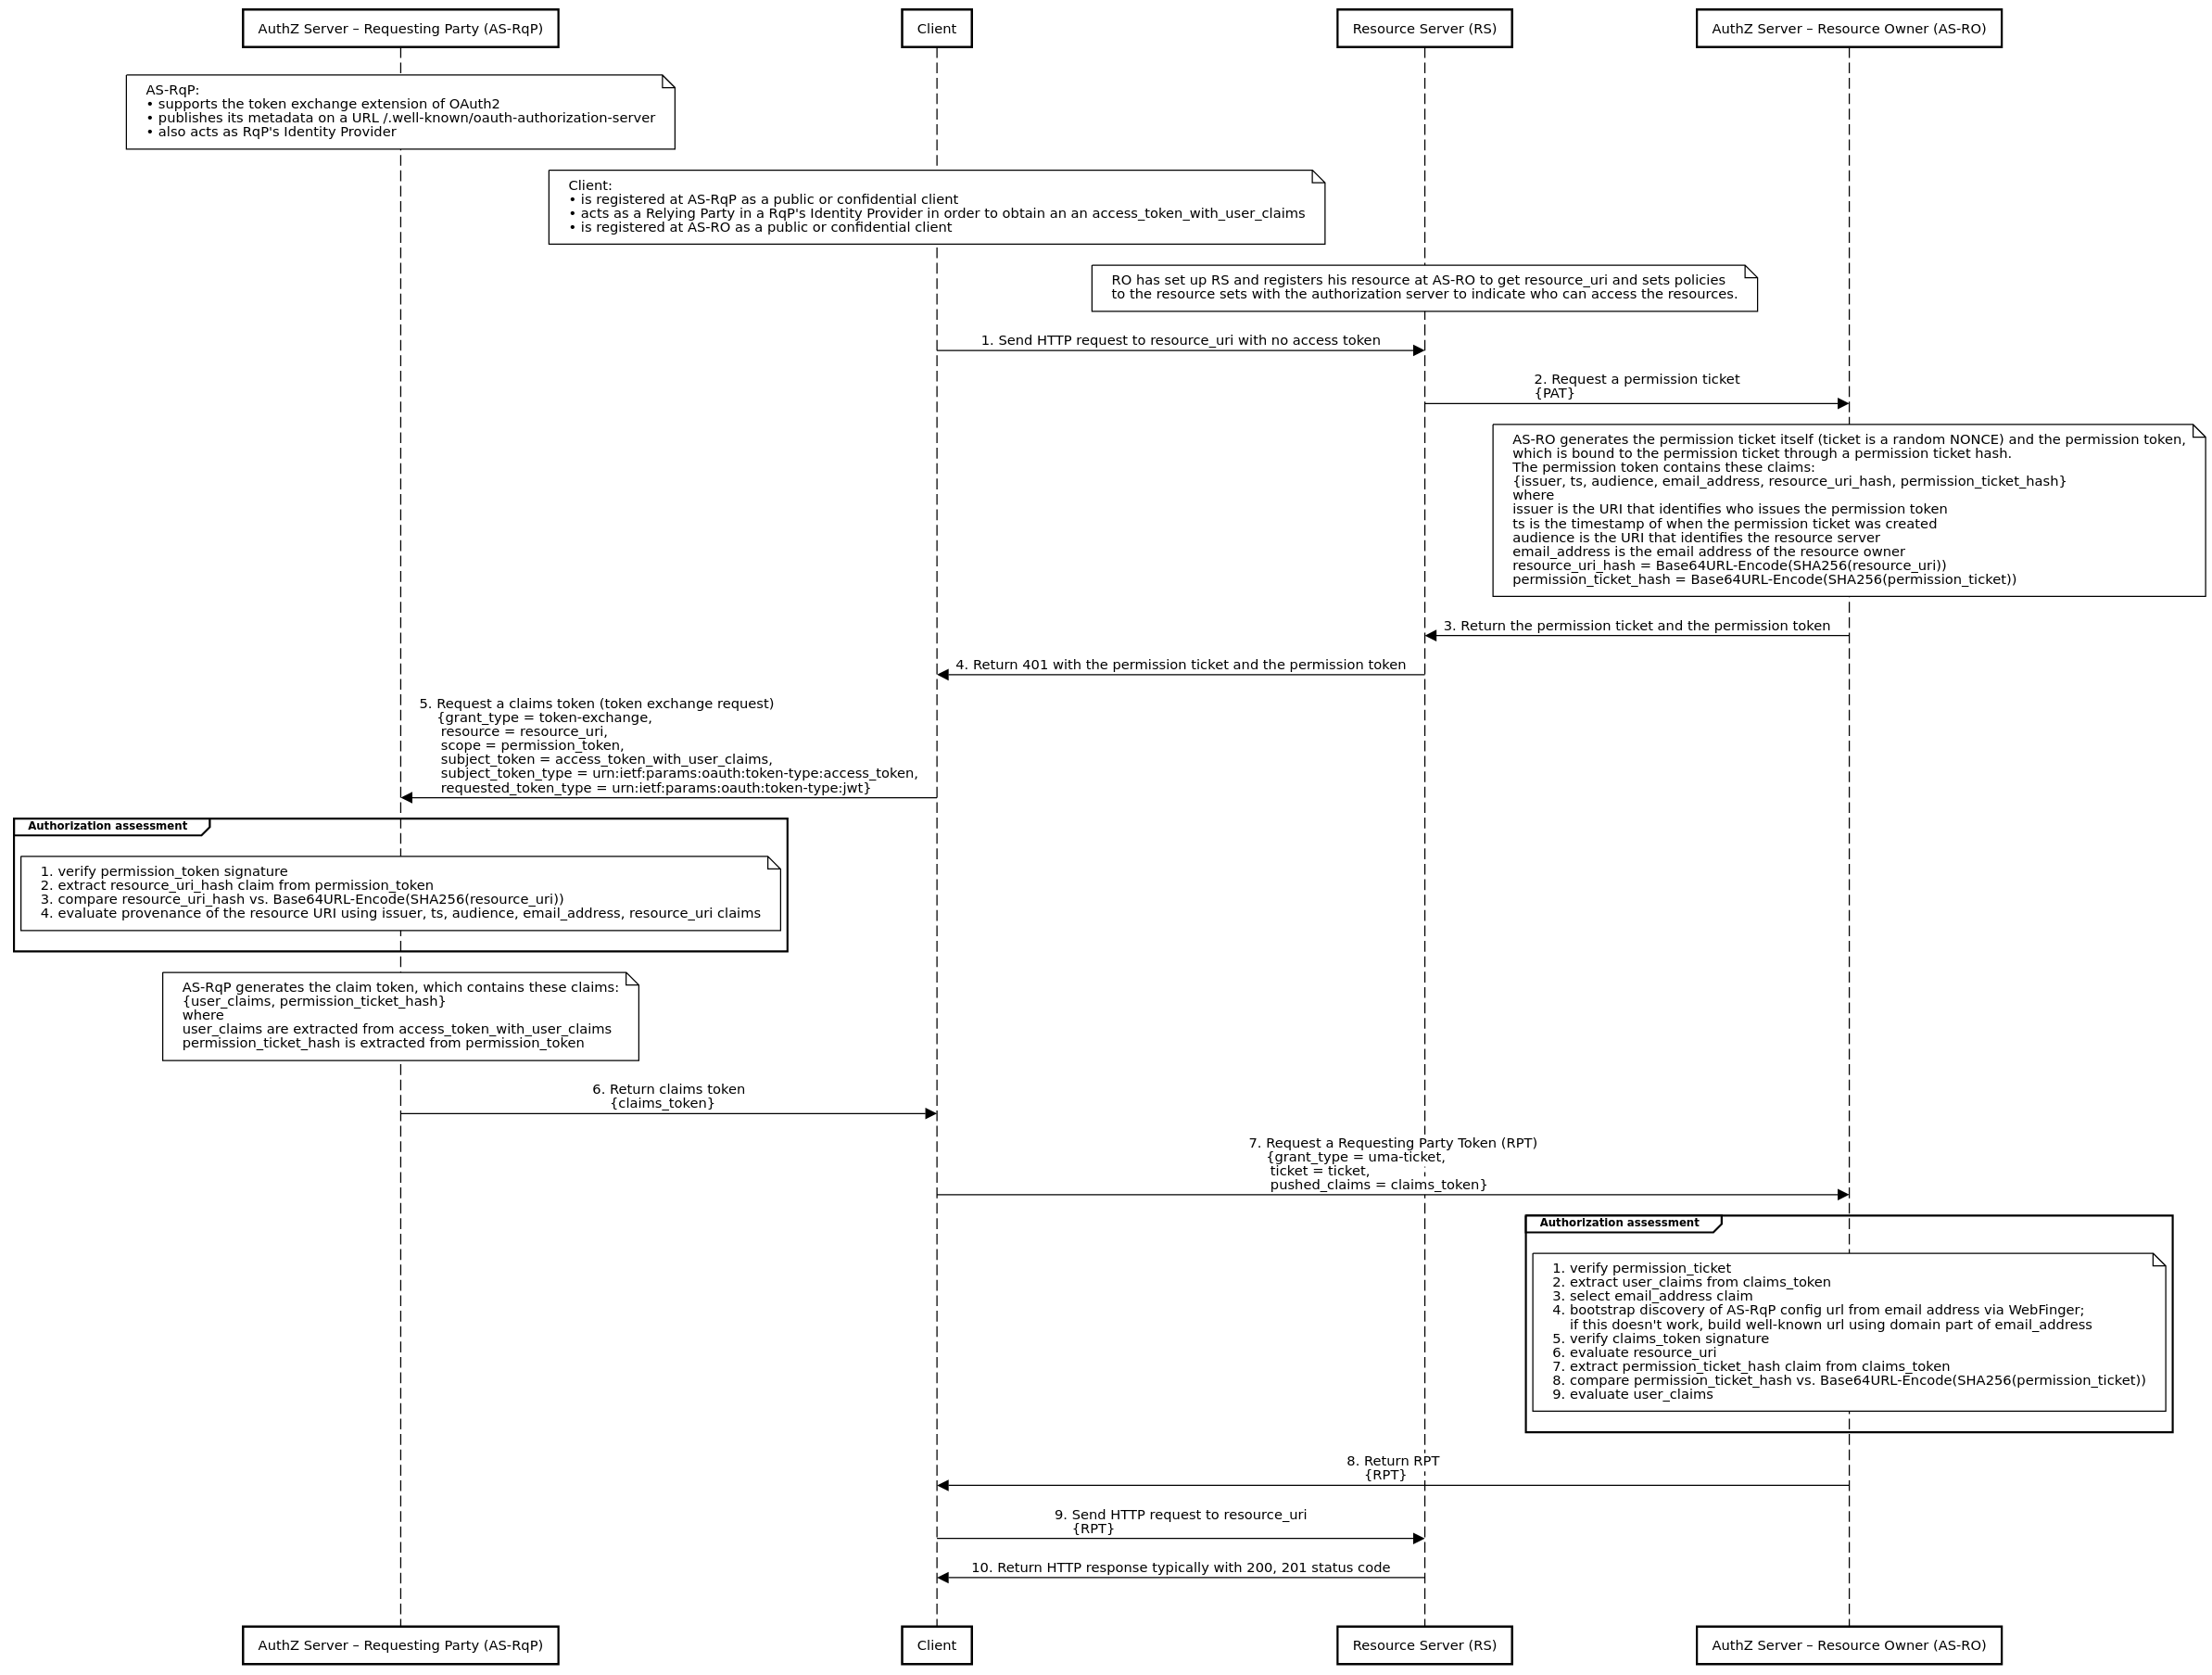 AuthZ Server – Requesting Party (AS-RqP)
Client
Resource Server (RS)
AuthZ Server – Resource Owner (AS-RO)
AS-RqP:
• supports the token exchange extension of OAuth2
• publishes its metadata on a URL /.well-known/oauth-authorization-server
• also acts as RqP's Identity Provider
Client:
• is registered at AS-RqP as a public or confidential client
• acts as a Relying Party in a RqP's Identity Provider in order to obtain an an access_token_with_user_claims
• is registered at AS-RO as a public or confidential client
RO has set up RS and registers his resource at AS-RO to get resource_uri and sets policies
to the resource sets with the authorization server to indicate who can access the resources.
1. Send HTTP request to resource_uri with no access token
2. Request a permission ticket
{PAT}
AS-RO generates the permission ticket itself (ticket is a random NONCE) and the permission token,
which is bound to the permission ticket through a permission ticket hash.
The permission token contains these claims:
{issuer, ts, audience, email_address, resource_uri_hash, permission_ticket_hash}
where
issuer is the URI that identifies who issues the permission token
ts is the timestamp of when the permission ticket was created
audience is the URI that identifies the resource server
email_address is the email address of the resource owner
resource_uri_hash = Base64URL-Encode(SHA256(resource_uri))
permission_ticket_hash = Base64URL-Encode(SHA256(permission_ticket))
3. Return the permission ticket and the permission token
4. Return 401 with the permission ticket and the permission token
5. Request a claims token (token exchange request)
{grant_type = token-exchange,
resource = resource_uri,
scope = permission_token,
subject_token = access_token_with_user_claims,
subject_token_type = urn:ietf:params:oauth:token-type:access_token,
requested_token_type = urn:ietf:params:oauth:token-type:jwt}
Authorization assessment
1. verify permission_token signature
2. extract resource_uri_hash claim from permission_token
3. compare resource_uri_hash vs. Base64URL-Encode(SHA256(resource_uri))
4. evaluate provenance of the resource URI using issuer, ts, audience, email_address, resource_uri claims
AS-RqP generates the claim token, which contains these claims:
{user_claims, permission_ticket_hash}
where
user_claims are extracted from access_token_with_user_claims
permission_ticket_hash is extracted from permission_token
6. Return claims token
{claims_token}
7. Request a Requesting Party Token (RPT)
{grant_type = uma-ticket,
ticket = ticket,
pushed_claims = claims_token}
Authorization assessment
1. verify permission_ticket
2. extract user_claims from claims_token
3. select email_address claim
4. bootstrap discovery of AS-RqP config url from email address via WebFinger;
if this doesn't work, build well-known url using domain part of email_address
5. verify claims_token signature
6. evaluate resource_uri
7. extract permission_ticket_hash claim from claims_token
8. compare permission_ticket_hash vs. Base64URL-Encode(SHA256(permission_ticket))
9. evaluate user_claims
8. Return RPT
{RPT}
9. Send HTTP request to resource_uri
{RPT}
10. Return HTTP response typically with 200, 201 status code
AuthZ Server – Requesting Party (AS-RqP)
Client
Resource Server (RS)
AuthZ Server – Resource Owner (AS-RO)